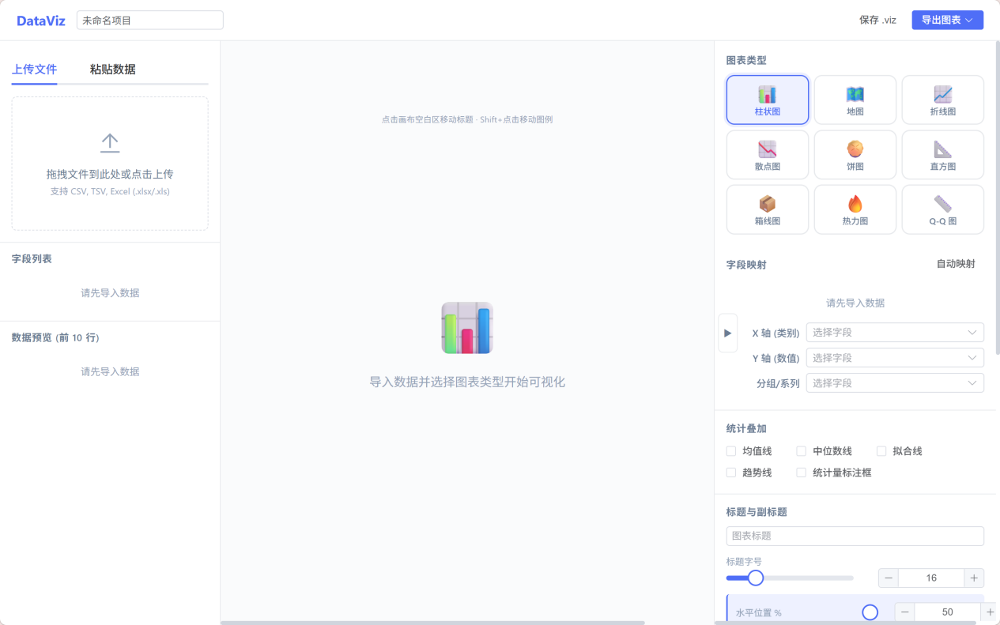 DataViz
未命名项目
保存 .viz
导出图表
上传文件
粘贴数据
拖拽文件到此处或点击上传
支持 CSV, TSV, Excel (.xlsx/.xls)
字段列表
请先导入数据
数据预览 (前 10 行)
请先导入数据
点击画布空白区移动标题 · Shift+点击移动图例
导入数据并选择图表类型开始可视化
图表类型
柱状图
地图
折线图
散点图
饼图
直方图
箱线图
热力图
Q-Q 图
字段映射
自动映射
请先导入数据
X 轴 (类别)
选择字段
Y 轴 (数值)
选择字段
分组/系列
选择字段
统计叠加
均值线
中位数线
拟合线
趋势线
统计量标注框
标题与副标题
图表标题
标题字号
16
水平位置 %
50